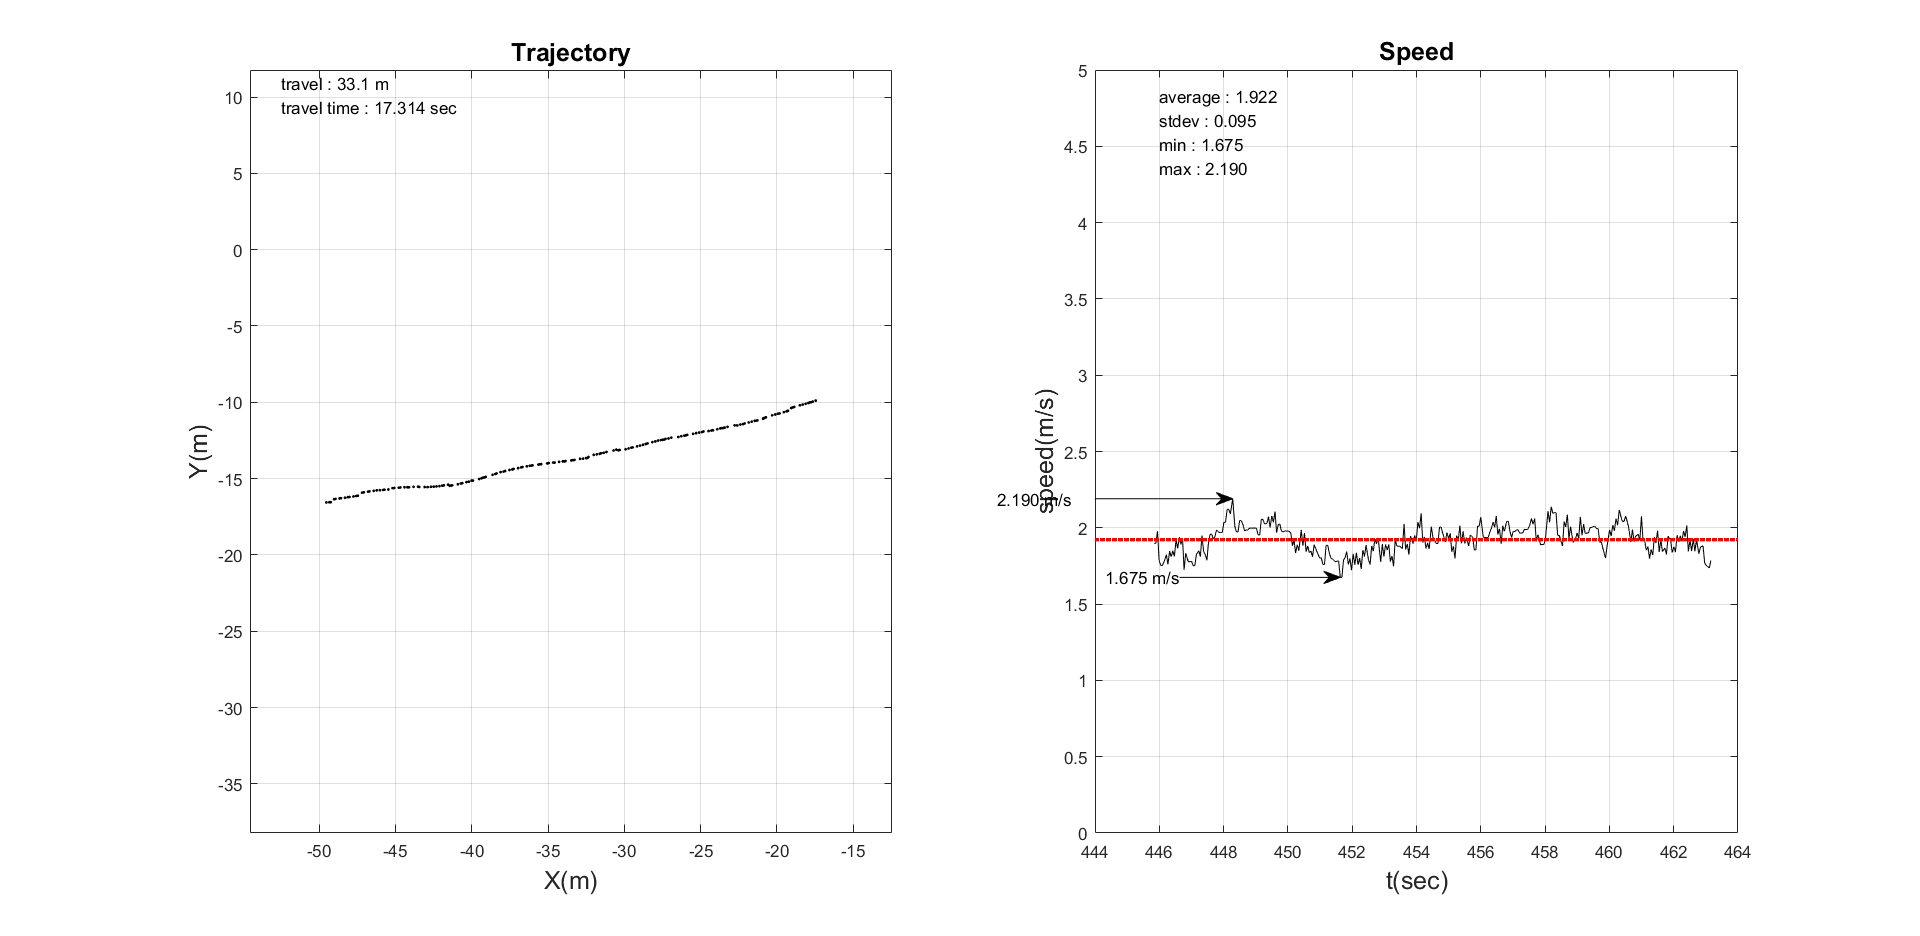 Trajectory
travel : 33.1 m
travel time : 17.314 sec
10
5
0
-5
-10
-15
-20
-25
-30
-35
Y(m)
-50 -45 -40 -35 -30 -25 -20 -15
X(m)
Speed
average : 1.922
stdev : 0.095
min : 1.675
max : 2.190
5
4.5
4
3.5
3
2.5
2
1.5
1
0.5
0
speed(m/s)
2.190 m/s
1.675 m/s
444 446 448 450 452 454 456 458 460 462 464
t(sec)